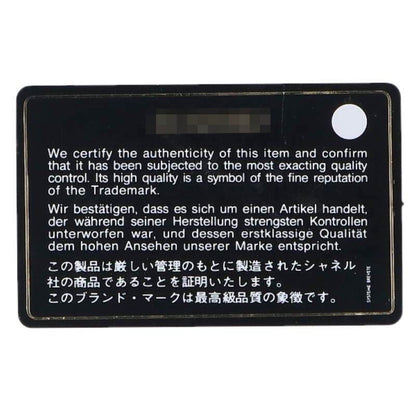 We certify the authenticity of this item and confirm
that it has been subjected to the most exacting quality
control. Its high quality is a symbol of the fine reputation
of the Trademark.
Wir bestätigen, dass es sich um einen Artikel handelt,
der während seiner Herstellung strengsten Kontrollen
unterworfen war, und dessen erstklassige Qualität
dem hohen Ansehen unserer Marke entspricht.
この製品は厳しい管理のもとに製造されたシャネル
社の商品であることを証明いたします。
このブランド・マークは最高級品質の象徴です。
SYSTEME BREVETE